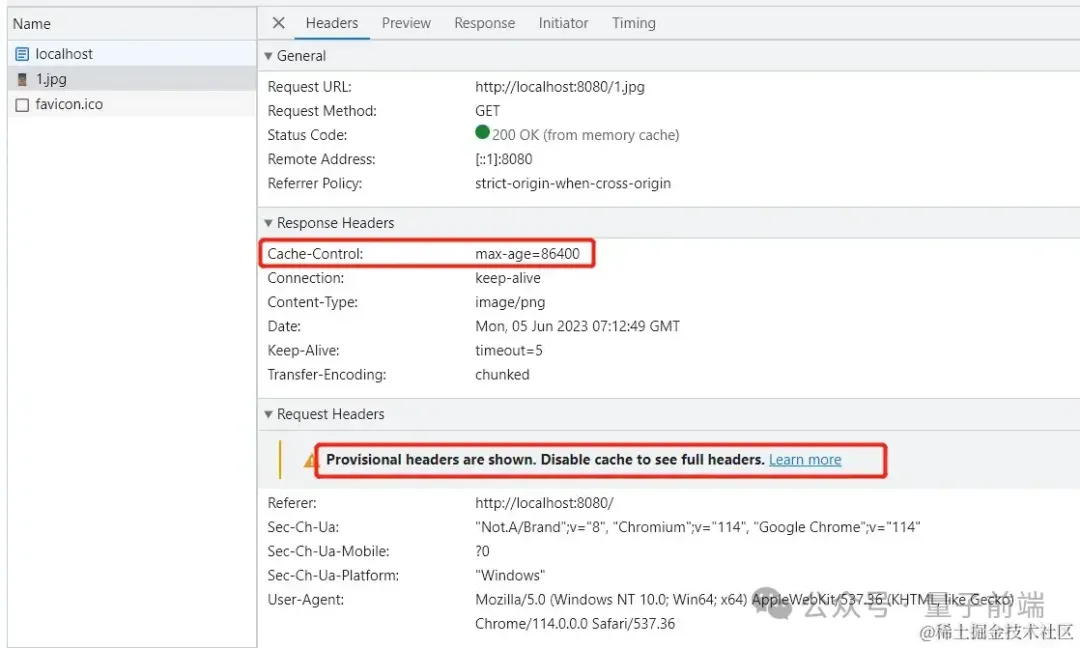 Name
localhost
1.jpg
favicon.ico
Headers Preview Response Initiator Timing
General
Request URL: http://localhost:8080/1.jpg
Request Method: GET
Status Code: 200 OK (from memory cache)
Remote Address: [::1]:8080
Referrer Policy: strict-origin-when-cross-origin
Response Headers
Cache-Control: max-age=86400
Connection: keep-alive
Content-Type: image/png
Date: Mon, 05 Jun 2023 07:12:49 GMT
Keep-Alive: timeout=5
Transfer-Encoding: chunked
Request Headers
Provisional headers are shown. Disable cache to see full headers. Learn more
Referer: http://localhost:8080/
Sec-Ch-Ua: "Not.A/Brand";v="8", "Chromium";v="114", "Google Chrome";v="114"
Sec-Ch-Ua-Mobile: ?0
Sec-Ch-Ua-Platform: "Windows"
User-Agent: Mozilla/5.0 (Windows NT 10.0; Win64; x64) AppleWebKit/537.36 (KHTML, like Gecko)
Chrome/114.0.0.0 Safari/537.36
公众号 · 量子前端
@稀土掘金技术社区